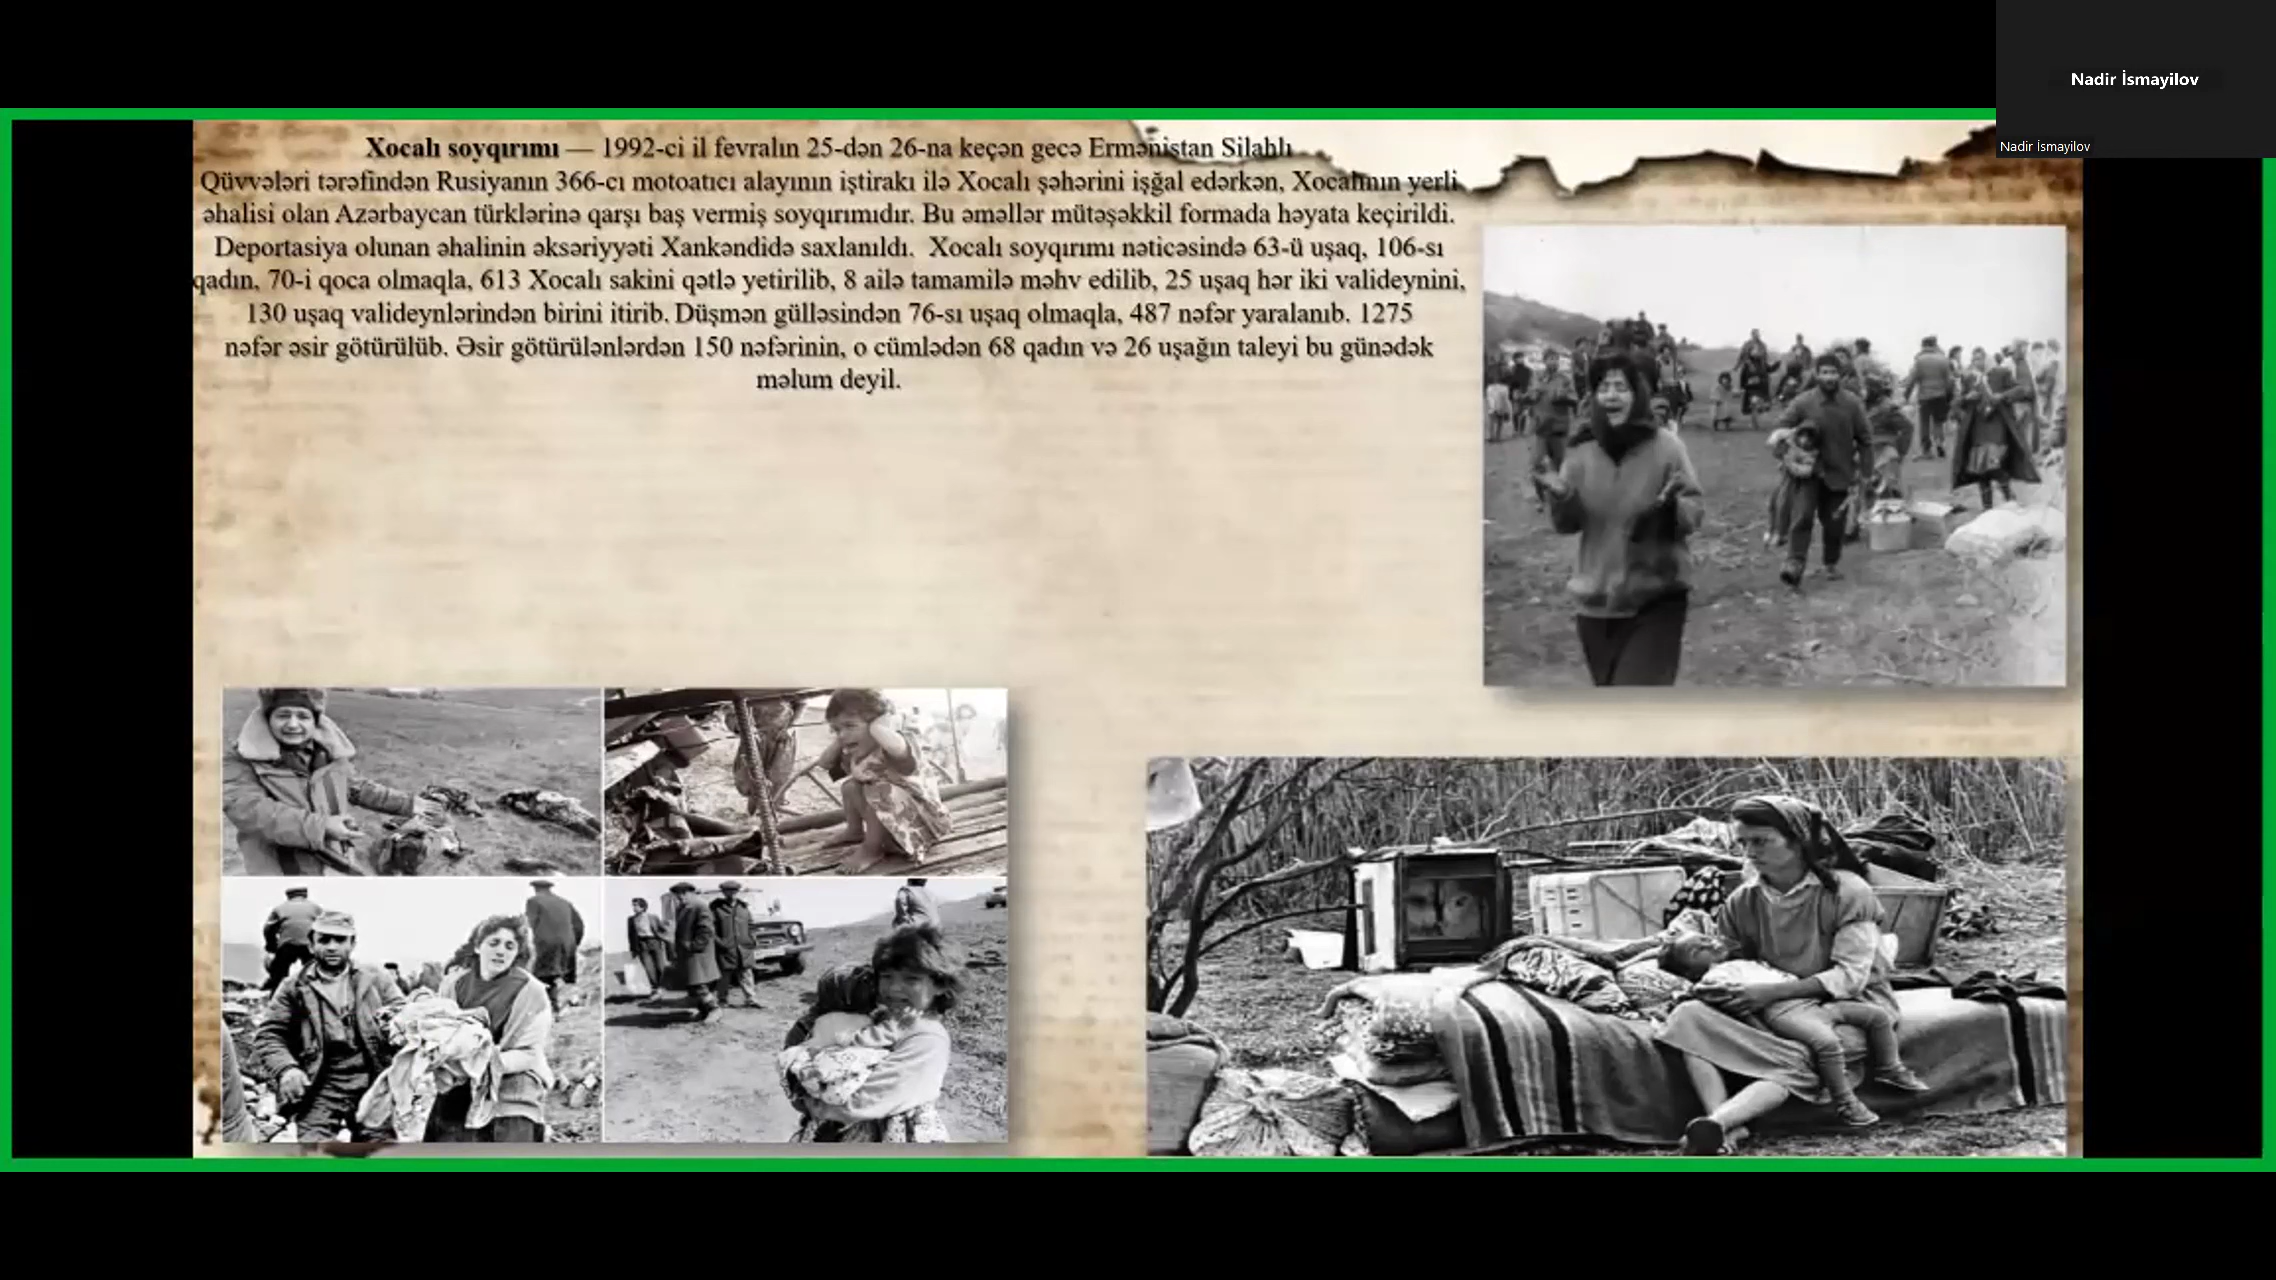 Xocalı soyqırımı — 1992-ci il fevralın 25-dən 26-na keçən gecə Ermənistan Silahlı
Qüvvələri tərəfindən Rusiyanın 366-cı motoatıcı alayının iştirakı ilə Xocalı şəhərini işğal edərkən, Xocalının yerli
əhalisi olan Azərbaycan türklərinə qarşı baş vermiş soyqırımıdır. Bu əməllər mütəşəkkil formada həyata keçirildi.
Deportasiya olunan əhalinin əksəriyyəti Xankəndidə saxlanıldı. Xocalı soyqırımı nəticəsində 63-ü uşaq, 106-sı
qadın, 70-i qoca olmaqla, 613 Xocalı sakini qətlə yetirilib, 8 ailə tamamilə məhv edilib, 25 uşaq hər iki valideynini,
130 uşaq valideynlərindən birini itirib. Düşmən gülləsindən 76-sı uşaq olmaqla, 487 nəfər yaralanıb. 1275
nəfər əsir götürülüb. Əsir götürülənlərdən 150 nəfərinin, o cümlədən 68 qadın və 26 uşağın taleyi bu günədək
məlum deyil.
Nadir İsmayilov
Nadir İsmayilov